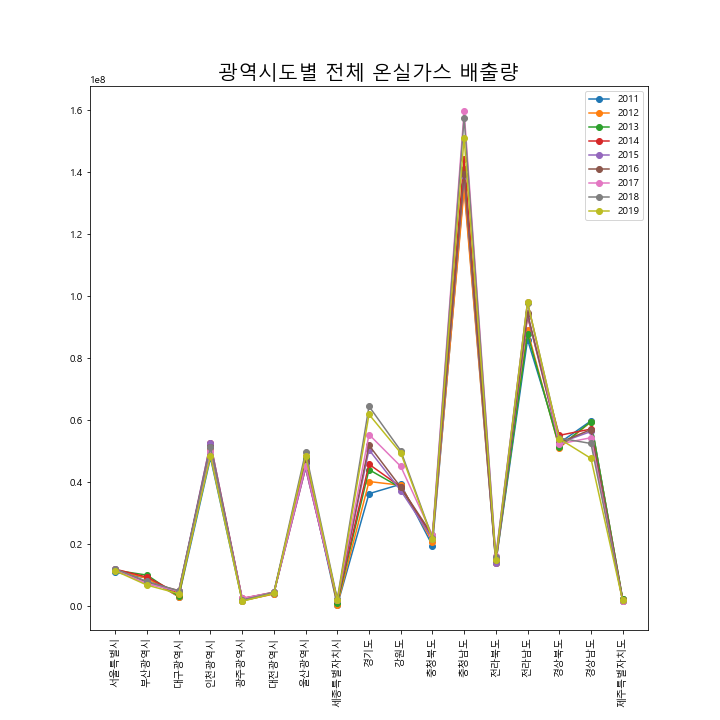 광역시도별 전체 온실가스 배출량
1e8
1.6
1.4
1.2
1.0
0.8
0.6
0.4
0.2
0.0
2011
2012
2013
2014
2015
2016
2017
2018
2019
서울특별시
부산광역시
대구광역시
인천광역시
광주광역시
대전광역시
울산광역시
세종특별자치시
경기도
강원도
충청북도
충청남도
전라북도
전라남도
경상북도
경상남도
제주특별자치도